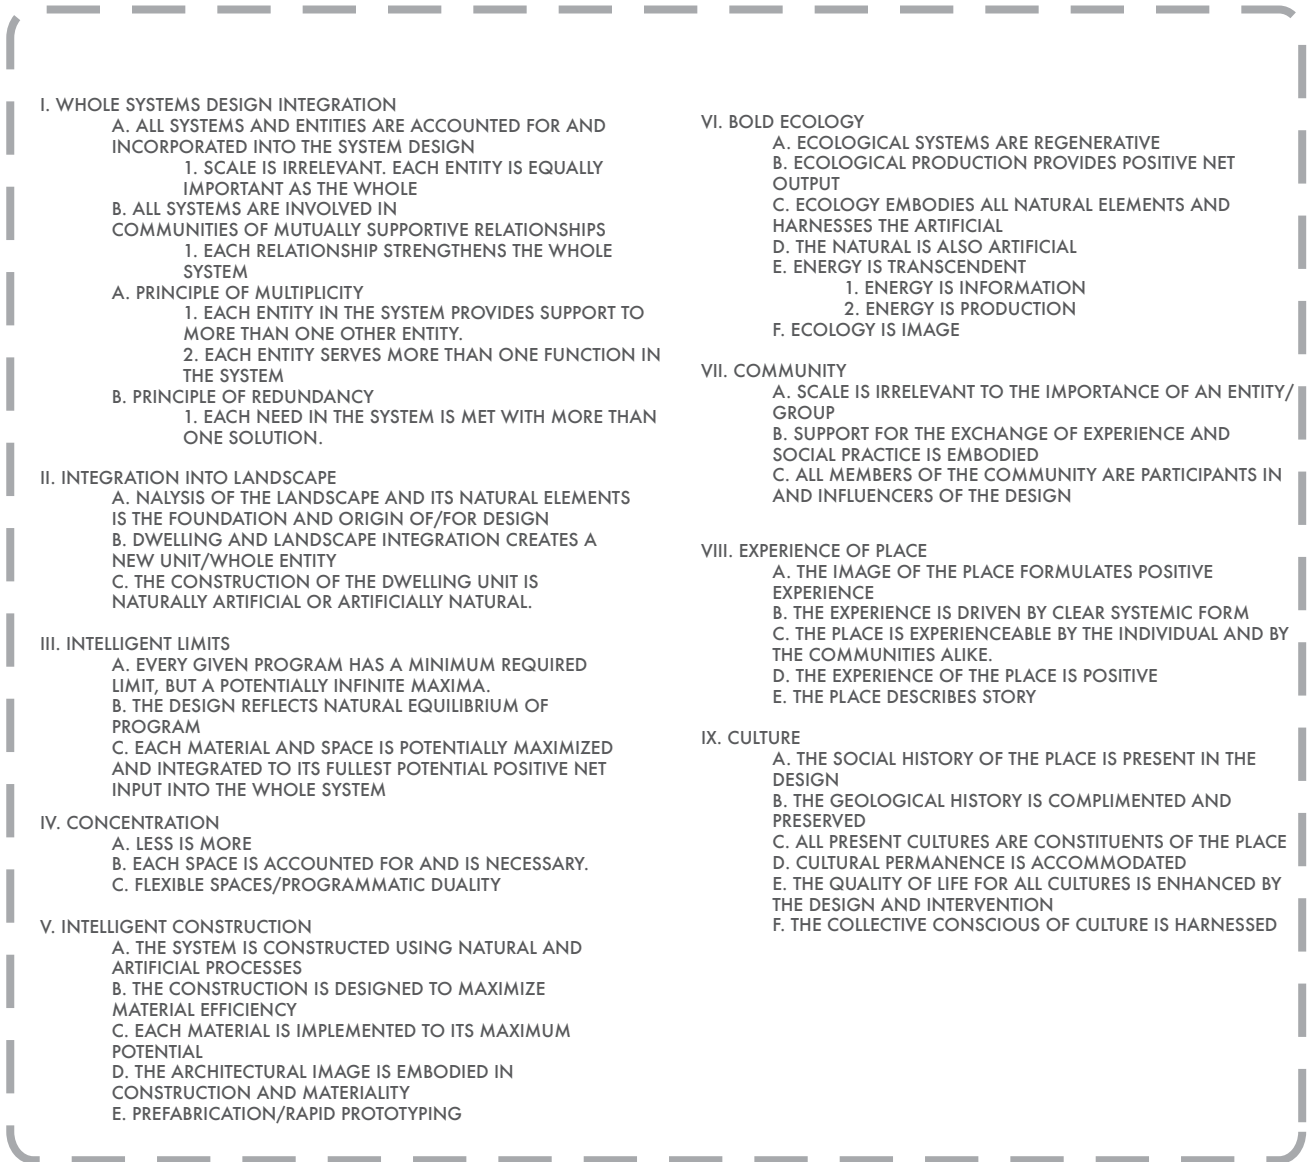 I. WHOLE SYSTEMS DESIGN INTEGRATION
A. ALL SYSTEMS AND ENTITIES ARE ACCOUNTED FOR AND
INCORPORATED INTO THE SYSTEM DESIGN
1. SCALE IS IRRELEVANT. EACH ENTITY IS EQUALLY
IMPORTANT AS THE WHOLE
B. ALL SYSTEMS ARE INVOLVED IN
COMMUNITIES OF MUTUALLY SUPPORTIVE RELATIONSHIPS
1. EACH RELATIONSHIP STRENGTHENS THE WHOLE
SYSTEM
A. PRINCIPLE OF MULTIPLICITY
1. EACH ENTITY IN THE SYSTEM PROVIDES SUPPORT TO
MORE THAN ONE OTHER ENTITY.
2. EACH ENTITY SERVES MORE THAN ONE FUNCTION IN
THE SYSTEM
B. PRINCIPLE OF REDUNDANCY
1. EACH NEED IN THE SYSTEM IS MET WITH MORE THAN
ONE SOLUTION.
II. INTEGRATION INTO LANDSCAPE
A. NALYSIS OF THE LANDSCAPE AND ITS NATURAL ELEMENTS
IS THE FOUNDATION AND ORIGIN OF/FOR DESIGN
B. DWELLING AND LANDSCAPE INTEGRATION CREATES A
NEW UNIT/WHOLE ENTITY
C. THE CONSTRUCTION OF THE DWELLING UNIT IS
NATURALLY ARTIFICIAL OR ARTIFICIALLY NATURAL.
III. INTELLIGENT LIMITS
A. EVERY GIVEN PROGRAM HAS A MINIMUM REQUIRED
LIMIT, BUT A POTENTIALLY INFINITE MAXIMA.
B. THE DESIGN REFLECTS NATURAL EQUILIBRIUM OF
PROGRAM
C. EACH MATERIAL AND SPACE IS POTENTIALLY MAXIMIZED
AND INTEGRATED TO ITS FULLEST POTENTIAL POSITIVE NET
INPUT INTO THE WHOLE SYSTEM
IV. CONCENTRATION
A. LESS IS MORE
B. EACH SPACE IS ACCOUNTED FOR AND IS NECESSARY.
C. FLEXIBLE SPACES/PROGRAMMATIC DUALITY
V. INTELLIGENT CONSTRUCTION
A. THE SYSTEM IS CONSTRUCTED USING NATURAL AND
ARTIFICIAL PROCESSES
B. THE CONSTRUCTION IS DESIGNED TO MAXIMIZE
MATERIAL EFFICIENCY
C. EACH MATERIAL IS IMPLEMENTED TO ITS MAXIMUM
POTENTIAL
D. THE ARCHITECTURAL IMAGE IS EMBODIED IN
CONSTRUCTION AND MATERIALITY
E. PREFABRICATION/RAPID PROTOTYPING
VI. BOLD ECOLOGY
A. ECOLOGICAL SYSTEMS ARE REGENERATIVE
B. ECOLOGICAL PRODUCTION PROVIDES POSITIVE NET
OUTPUT
C. ECOLOGY EMBODIES ALL NATURAL ELEMENTS AND
HARNESSES THE ARTIFICIAL
D. THE NATURAL IS ALSO ARTIFICIAL
E. ENERGY IS TRANSCENDENT
1. ENERGY IS INFORMATION
2. ENERGY IS PRODUCTION
F. ECOLOGY IS IMAGE
VII. COMMUNITY
A. SCALE IS IRRELEVANT TO THE IMPORTANCE OF AN ENTITY/
GROUP
B. SUPPORT FOR THE EXCHANGE OF EXPERIENCE AND
SOCIAL PRACTICE IS EMBODIED
C. ALL MEMBERS OF THE COMMUNITY ARE PARTICIPANTS IN
AND INFLUENCERS OF THE DESIGN
VIII. EXPERIENCE OF PLACE
A. THE IMAGE OF THE PLACE FORMULATES POSITIVE
EXPERIENCE
B. THE EXPERIENCE IS DRIVEN BY CLEAR SYSTEMIC FORM
C. THE PLACE IS EXPERIENCEABLE BY THE INDIVIDUAL AND BY
THE COMMUNITIES ALIKE.
D. THE EXPERIENCE OF THE PLACE IS POSITIVE
E. THE PLACE DESCRIBES STORY
IX. CULTURE
A. THE SOCIAL HISTORY OF THE PLACE IS PRESENT IN THE
DESIGN
B. THE GEOLOGICAL HISTORY IS COMPLIMENTED AND
PRESERVED
C. ALL PRESENT CULTURES ARE CONSTITUENTS OF THE PLACE
D. CULTURAL PERMANENCE IS ACCOMMODATED
E. THE QUALITY OF LIFE FOR ALL CULTURES IS ENHANCED BY
THE DESIGN AND INTERVENTION
F. THE COLLECTIVE CONSCIOUS OF CULTURE IS HARNESSED